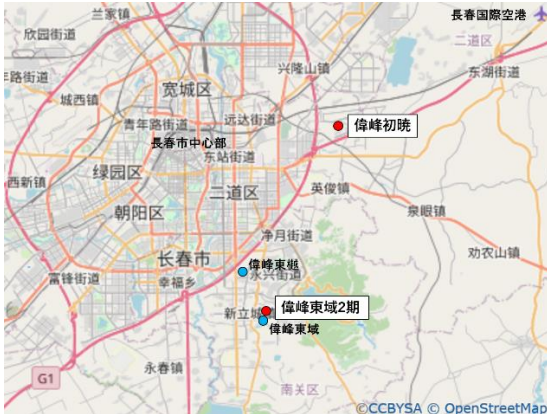 兰家镇
長春国際空港
欣园街道
二道区
兴隆山镇
东湖街道
年路街道
宽城区
城西镇
远达街道
青年路街道
偉峰初暁
長春市中心部
东站街道
绿园区
西新镇
二道区
英俊镇
朝阳区
泉眼镇
净月街道
长春市
劝农山镇
偉峰東樾
永兴街道
富锋街道
幸福乡
偉峰東域2期
新立城
偉峰東域
永春镇
G1
南关区
©CCBYSA © OpenStreetMap